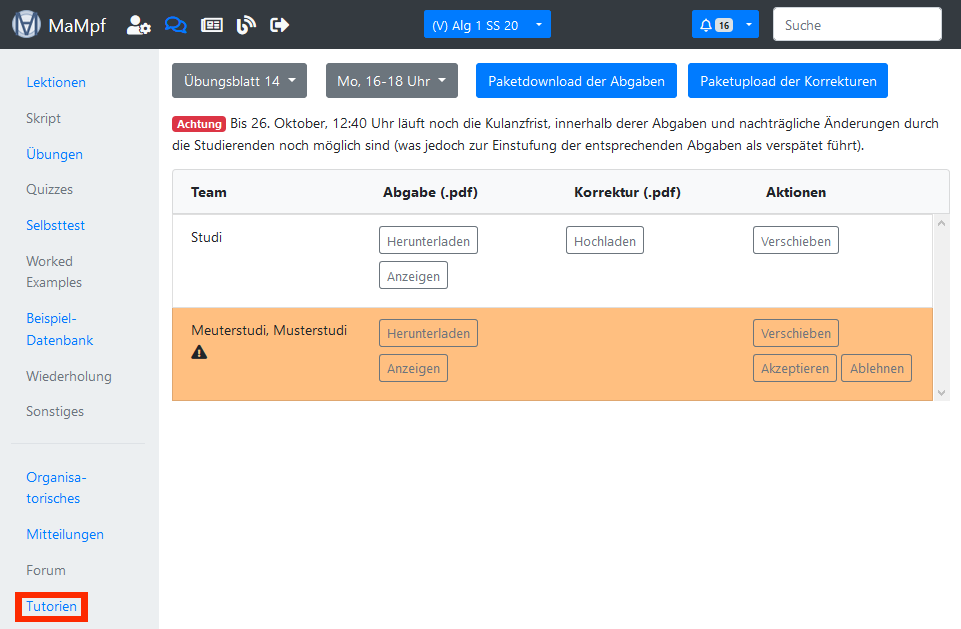 MaMpf
(V) Alg 1 SS 20
16
Suche
Lektionen
Skript
Übungen
Quizzes
Selbsttest
Worked
Examples
Beispiel-
Datenbank
Wiederholung
Sonstiges
Organisa-
torisches
Mitteilungen
Forum
Tutorien
Übungsblatt 14
Mo, 16-18 Uhr
Paketdownload der Abgaben
Paketupload der Korrekturen
Achtung Bis 26. Oktober, 12:40 Uhr läuft noch die Kulanzfrist, innerhalb derer Abgaben und nachträgliche Änderungen durch
die Studierenden noch möglich sind (was jedoch zur Einstufung der entsprechenden Abgaben als verspätet führt).
Team Abgabe (.pdf) Korrektur (.pdf) Aktionen
Studi Herunterladen Hochladen Verschieben
Anzeigen
Meuterstudi, Musterstudi Herunterladen Verschieben
Anzeigen Akzeptieren Ablehnen